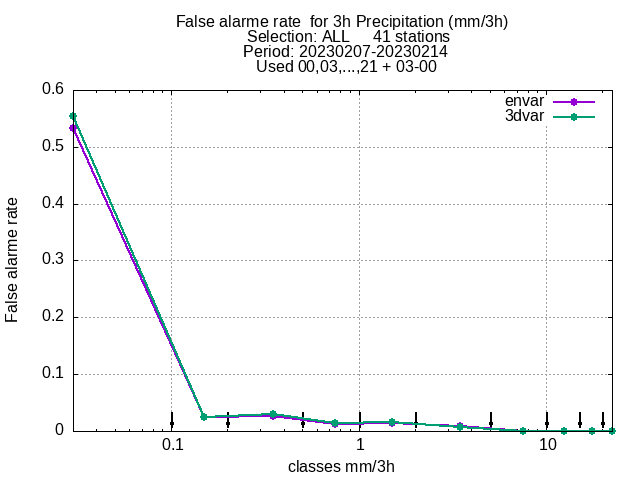 False alarme rate  for 3h Precipitation (mm/3h)
Selection: ALL     41 stations
Period: 20230207-20230214
Used 00,03,...,21 + 03-00
envar
3dvar
0.6
0.5
0.4
0.3
0.2
0.1
0
False alarme rate
0.1
1
10
classes mm/3h